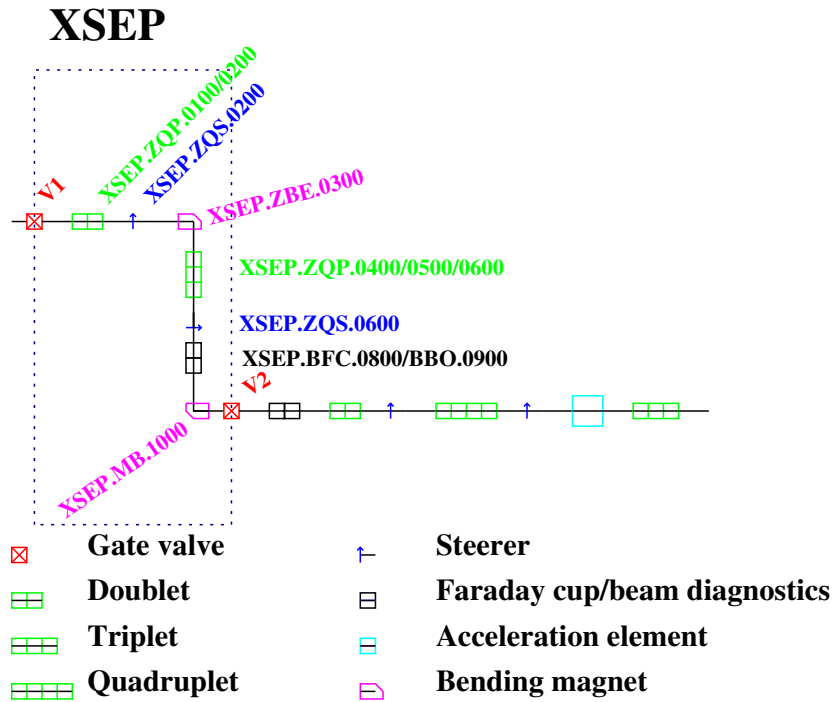 XSEP
XSEP.ZQP.0100/0200
XSEP.ZQS.0200
V1
XSEP.ZBE.0300
XSEP.ZQP.0400/0500/0600
XSEP.ZQS.0600
XSEP.BFC.0800/BBO.0900
V2
XSEP.MB.1000
Gate valve
Steerer
Doublet
Faraday cup/beam diagnostics
Triplet
Acceleration element
Quadruplet
Bending magnet